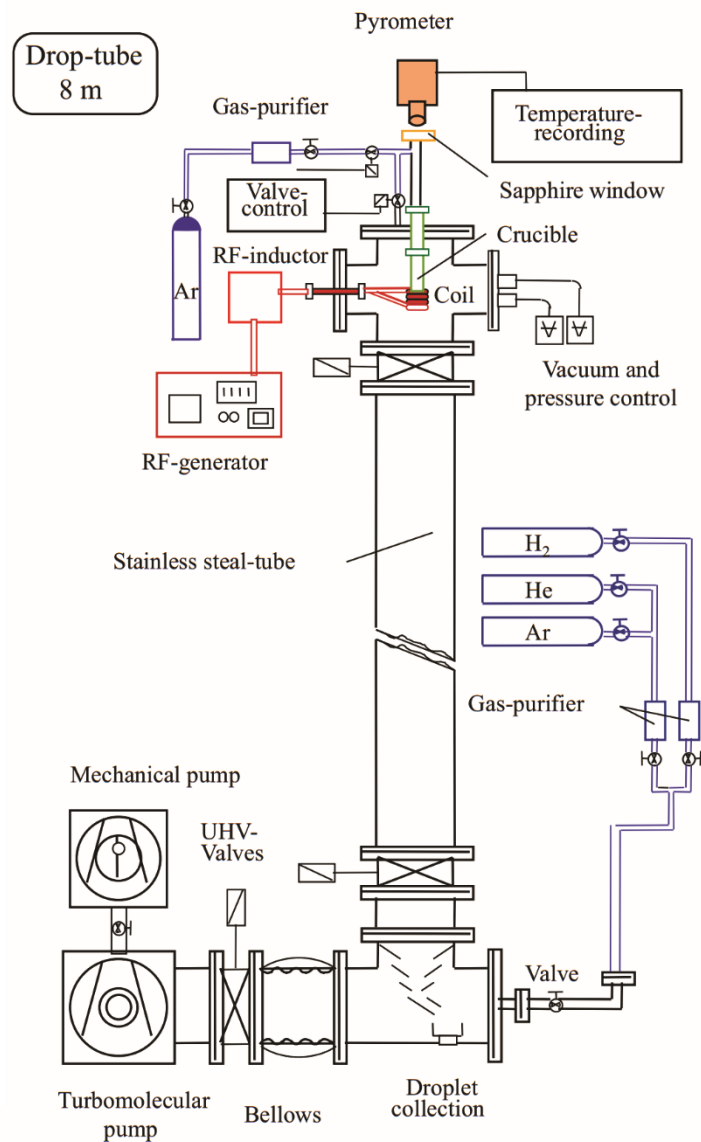 Pyrometer
Drop-tube
8 m
Gas-purifier
Temperature-
recording
Sapphire window
Valve-
control
Crucible
RF-inductor
Ar
Coil
Vacuum and
pressure control
RF-generator
Stainless steal-tube
H₂
He
Ar
Gas-purifier
Mechanical pump
UHV-
Valves
Valve
Turbomolecular
pump
Bellows
Droplet
collection